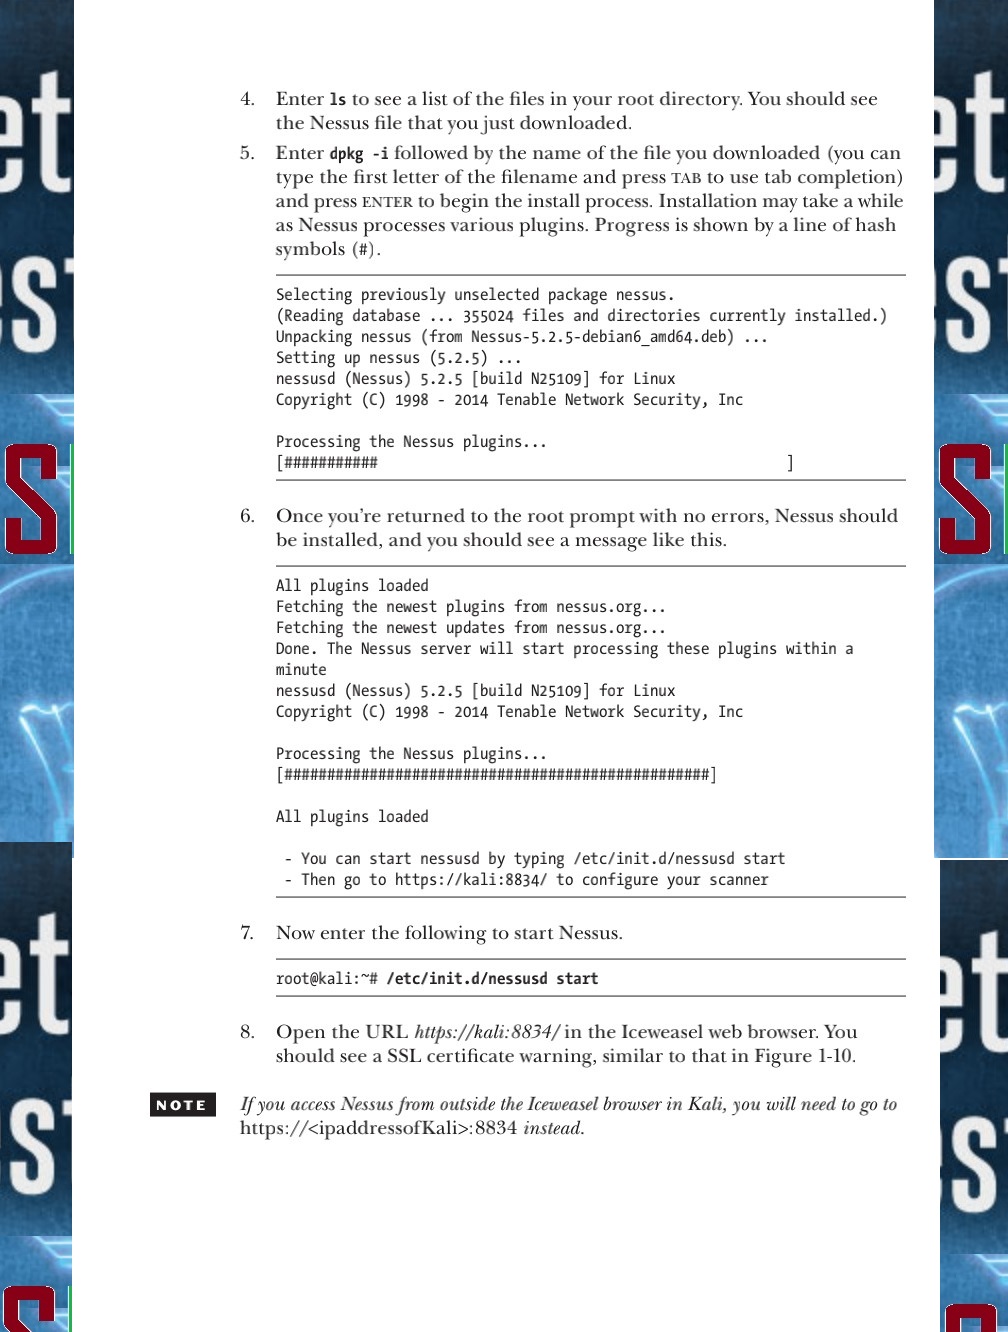 4. Enter ls to see a list of the files in your root directory. You should see
the Nessus file that you just downloaded.
5. Enter dpkg -i followed by the name of the file you downloaded (you can
type the first letter of the filename and press TAB to use tab completion)
and press ENTER to begin the install process. Installation may take a while
as Nessus processes various plugins. Progress is shown by a line of hash
symbols (#).
Selecting previously unselected package nessus.
(Reading database ... 355024 files and directories currently installed.)
Unpacking nessus (from Nessus-5.2.5-debian6_amd64.deb) ...
Setting up nessus (5.2.5) ...
nessusd (Nessus) 5.2.5 [build N25109] for Linux
Copyright (C) 1998 - 2014 Tenable Network Security, Inc
Processing the Nessus plugins...
[########### ]
6. Once you're returned to the root prompt with no errors, Nessus should
be installed, and you should see a message like this.
All plugins loaded
Fetching the newest plugins from nessus.org...
Fetching the newest updates from nessus.org...
Done. The Nessus server will start processing these plugins within a
minute
nessusd (Nessus) 5.2.5 [build N25109] for Linux
Copyright (C) 1998 - 2014 Tenable Network Security, Inc
Processing the Nessus plugins...
[##################################################]
All plugins loaded
- You can start nessusd by typing /etc/init.d/nessusd start
- Then go to https://kali:8834/ to configure your scanner
7. Now enter the following to start Nessus.
root@kali:~# /etc/init.d/nessusd start
8. Open the URL https://kali:8834/ in the Iceweasel web browser. You
should see a SSL certificate warning, similar to that in Figure 1-10.
NOTE If you access Nessus from outside the Iceweasel browser in Kali, you will need to go to
https://<ipaddressofKali>:8834 instead.